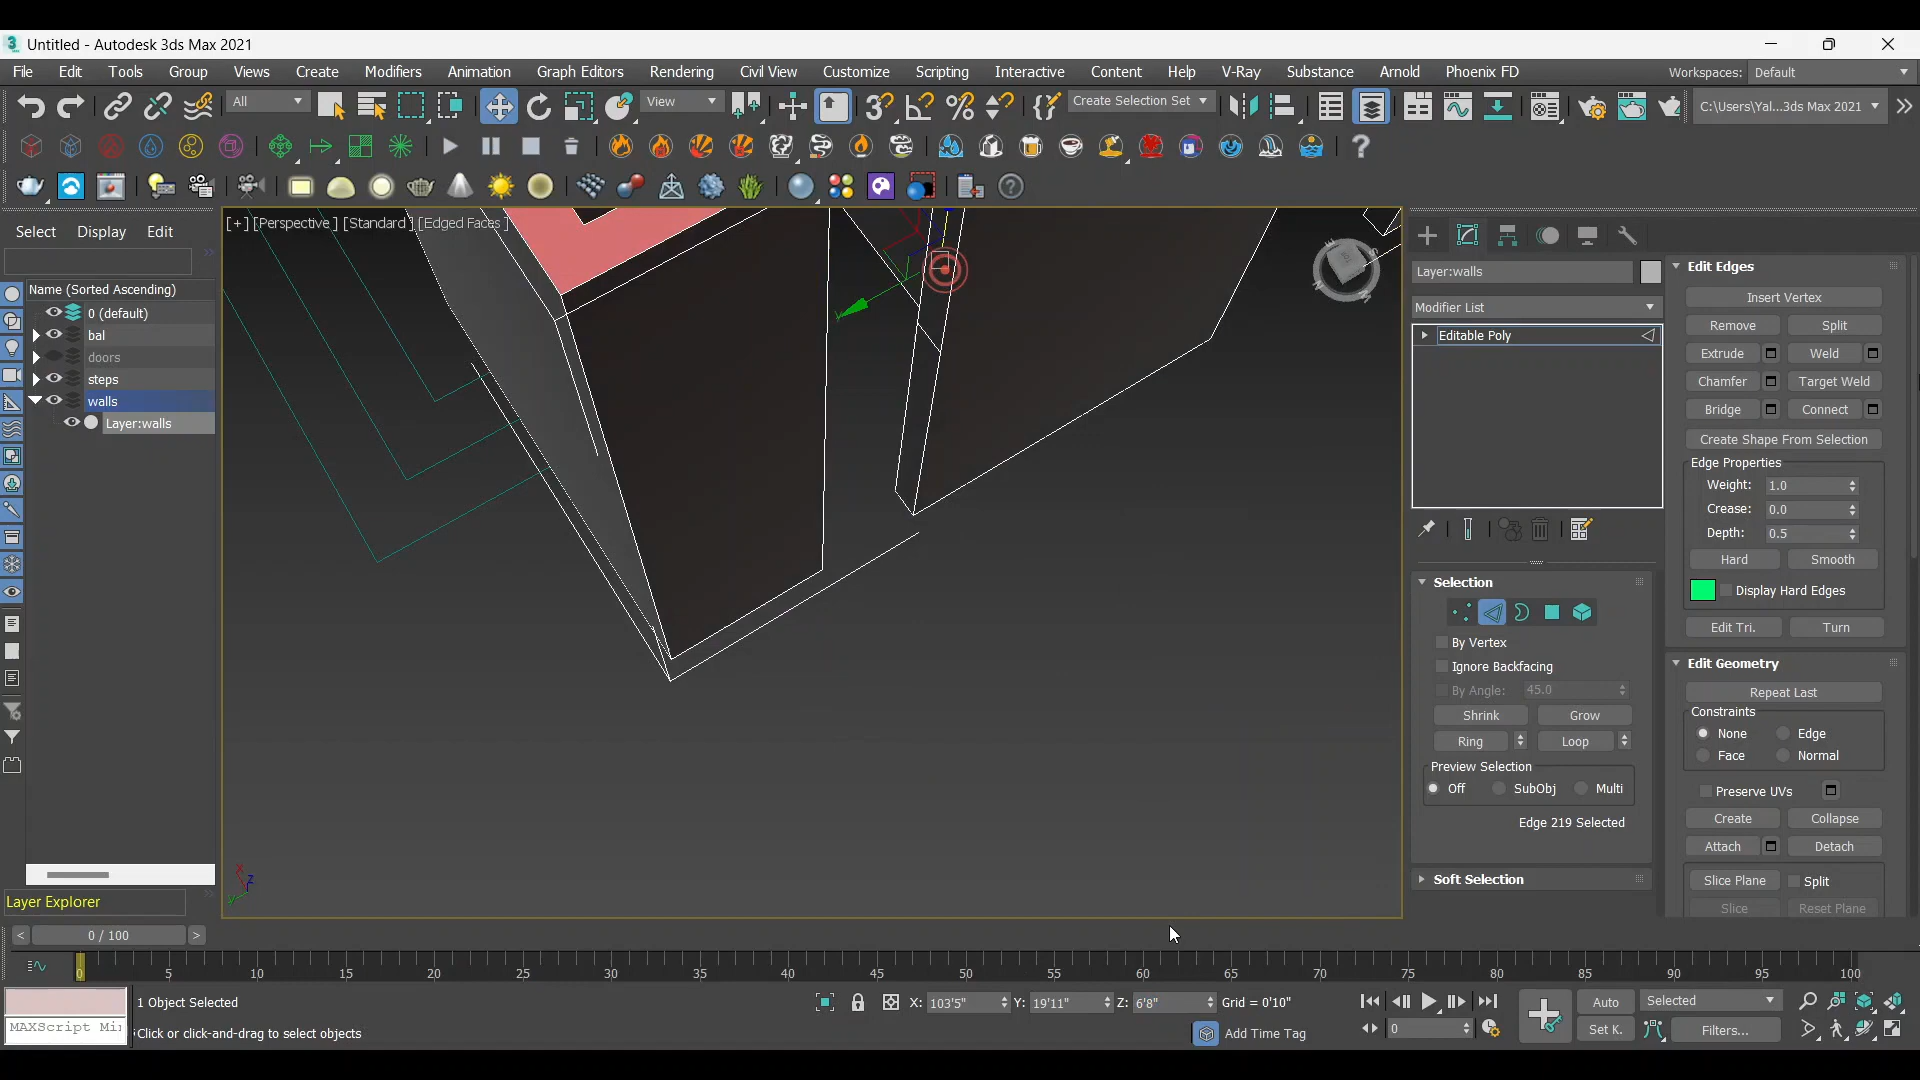 Untitled - Autodesk 3ds Max 2021
File Edit Tools Group Views Create Modifiers Animation Graph Editors Rendering Civil View Customize Scripting Interactive Content Help V-Ray Substance Arnold Phoenix FD Workspaces: Default
All View Create Selection Set C:\Users\Yal...3ds Max 2021
[+] [Perspective] [Standard] [Edged Faces]
Select Display Edit
Name (Sorted Ascending)
0 (default)
bal
doors
steps
walls
Layer:walls
Layer Explorer
Layer:walls
Modifier List
Editable Poly
Selection
By Vertex
Ignore Backfacing
By Angle: 45.0
Shrink Grow
Ring Loop
Preview Selection
Off SubObj Multi
Edge 219 Selected
Soft Selection
Edit Edges
Insert Vertex
Remove Split
Extrude Weld
Chamfer Target Weld
Bridge Connect
Create Shape From Selection
Edge Properties
Weight: 1.0
Crease: 0.0
Depth: 0.5
Hard Smooth
Display Hard Edges
Edit Tri. Turn
Edit Geometry
Repeat Last
Constraints
None Edge
Face Normal
Preserve UVs
Create Collapse
Attach Detach
Slice Plane Split
Slice Reset Plane
< 0 / 100 >
0 5 10 15 20 25 30 35 40 45 50 55 60 65 70 75 80 85 90 95 100
1 Object Selected
X: 103'5" Y: 19'11" Z: 6'8" Grid = 0'10"
Auto Selected
MAXScript Mi
Click or click-and-drag to select objects
Add Time Tag
0
Set K. Filters...